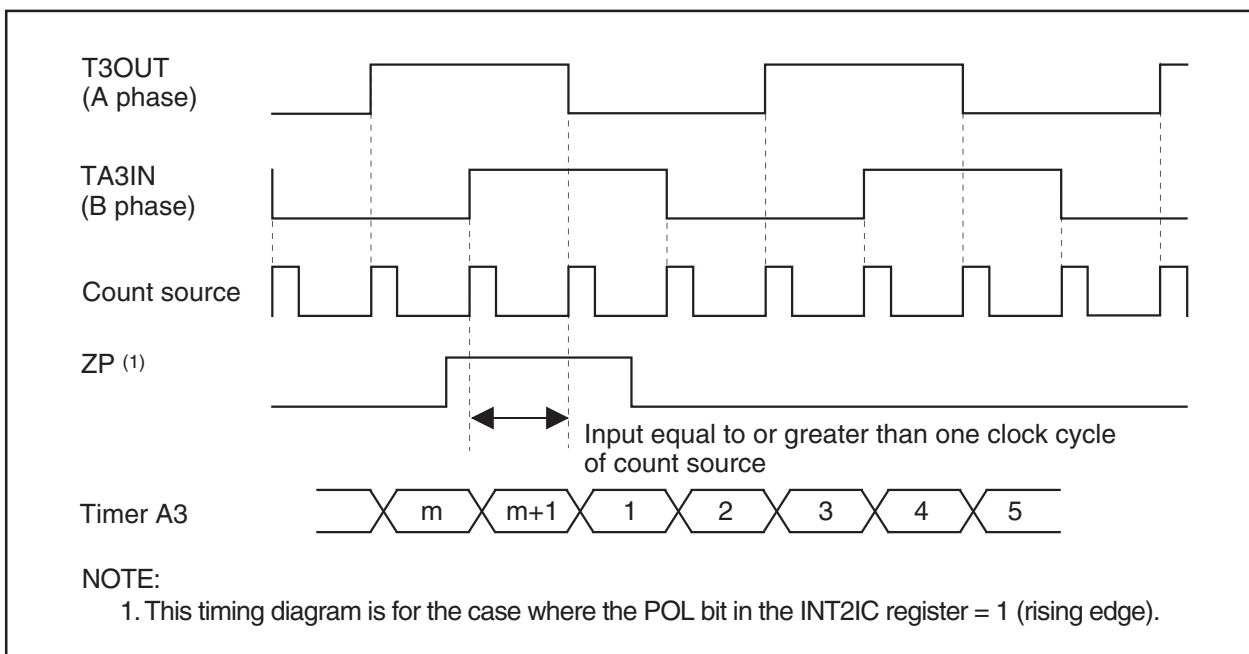 T3OUT
(A phase)
TA3IN
(B phase)
Count source
ZP (1)
Input equal to or greater than one clock cycle
of count source
Timer A3
m
m+1
1
2
3
4
5
NOTE:
1. This timing diagram is for the case where the POL bit in the INT2IC register = 1 (rising edge).